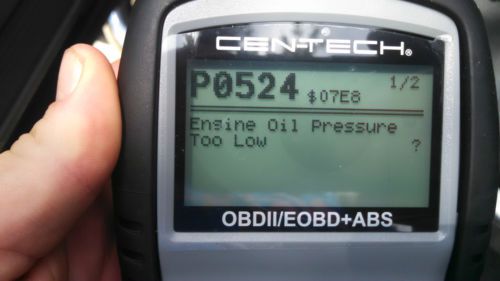 CEN-TECH®
P0524 $07E8 1/2
Engine Oil Pressure
Too Low ?
OBDII/EOBD+ABS